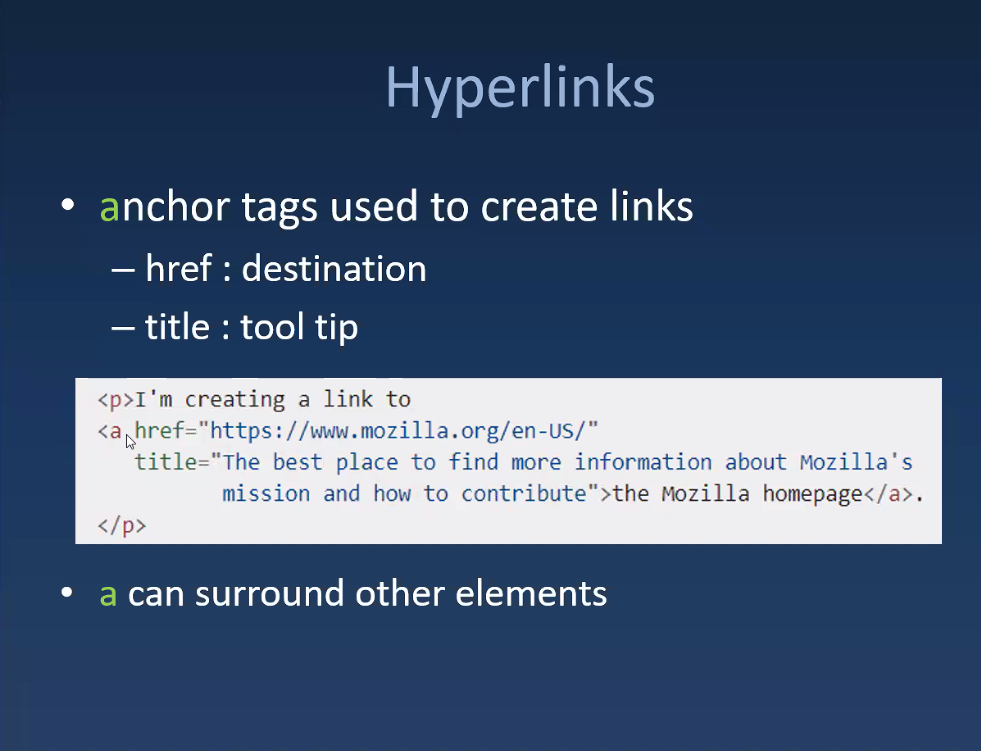 Hyperlinks
• anchor tags used to create links
– href : destination
– title : tool tip
<p>I'm creating a link to
<a href="https://www.mozilla.org/en-US/"
title="The best place to find more information about Mozilla's
mission and how to contribute">the Mozilla homepage</a>.
</p>
• a can surround other elements